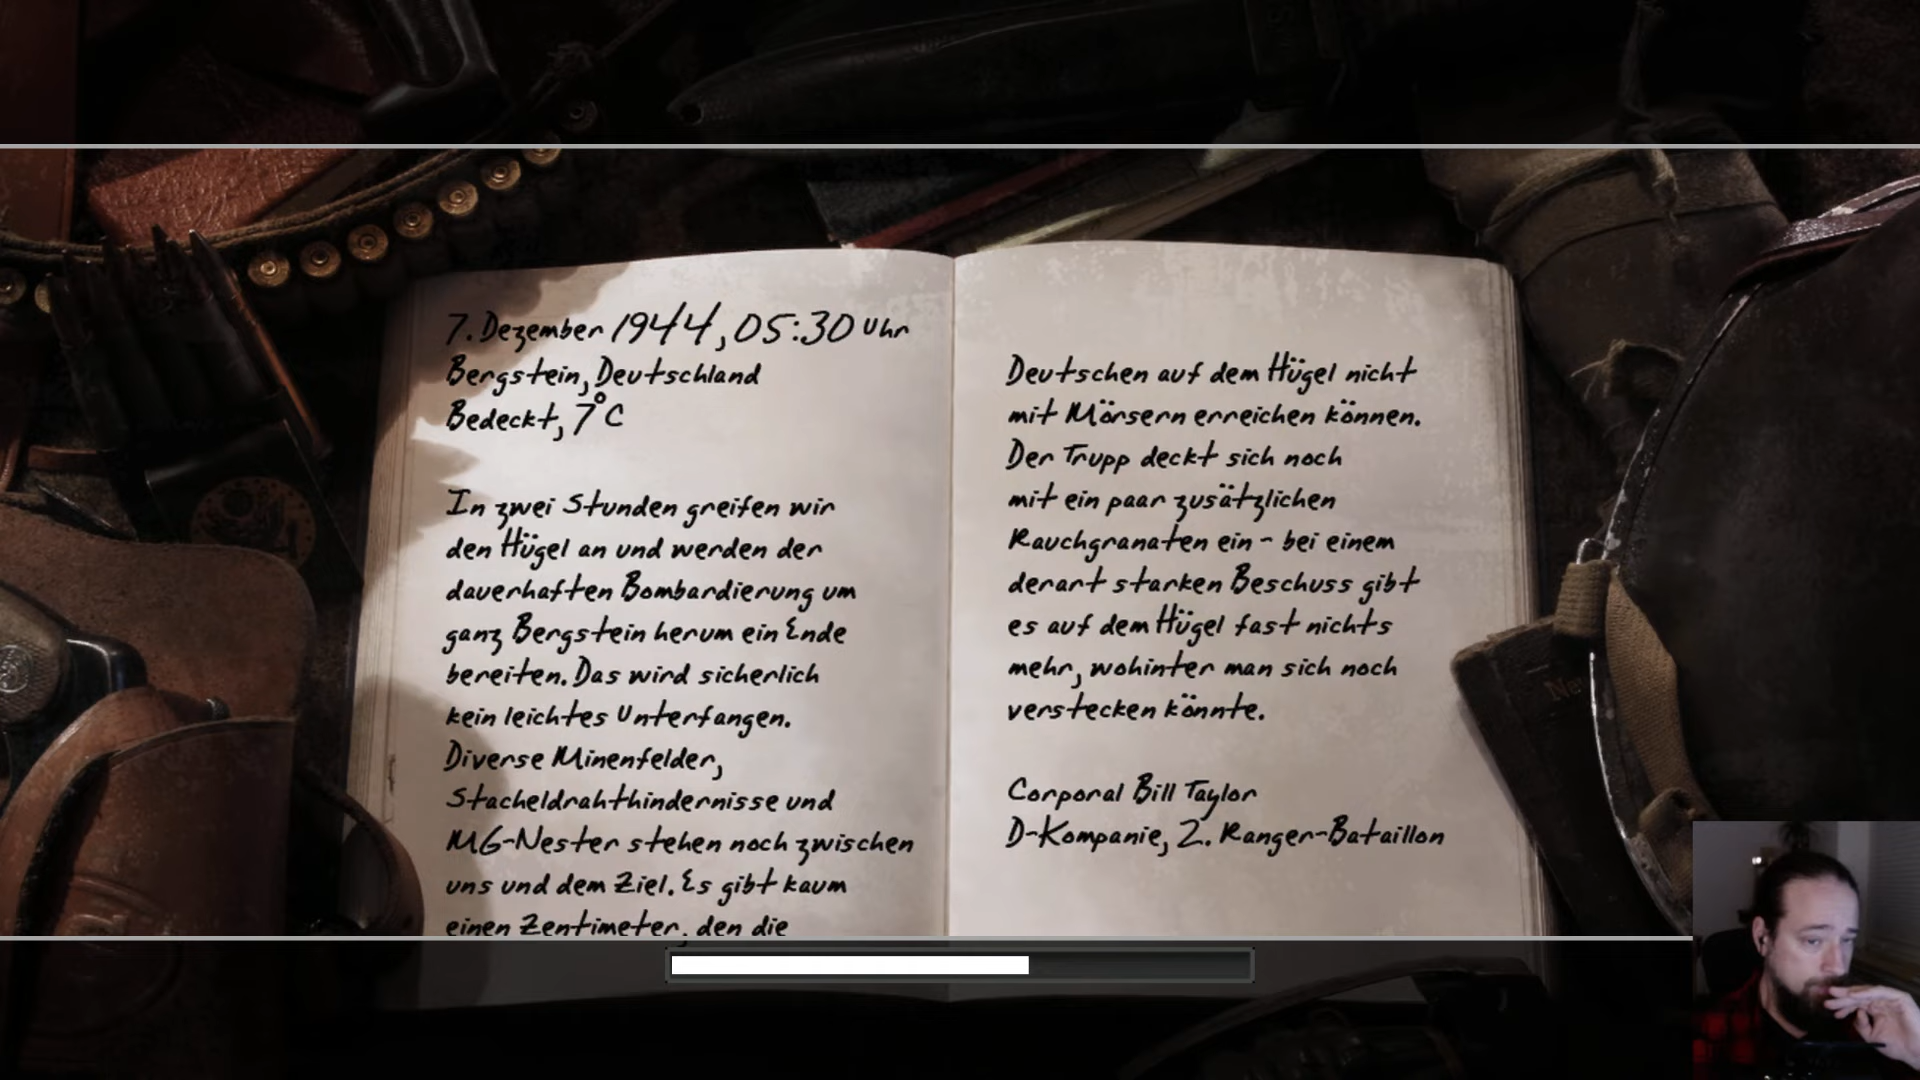 7. Dezember 1944, 05:30 Uhr
Bergstein, Deutschland
Bedeckt, 7°C
In zwei Stunden greifen wir
den Hügel an und werden der
dauerhaften Bombardierung um
ganz Bergstein herum ein Ende
bereiten. Das wird sicherlich
kein leichtes Unterfangen.
Diverse Minenfelder,
Stacheldrahthindernisse und
MG-Nester stehen noch zwischen
uns und dem Ziel. Es gibt kaum
einen Zentimeter, den die
Deutschen auf dem Hügel nicht
mit Mörsern erreichen können.
Der Trupp deckt sich noch
mit ein paar zusätzlichen
Rauchgranaten ein - bei einem
derart starken Beschuss gibt
es auf dem Hügel fast nichts
mehr, wohinter man sich noch
verstecken könnte.
Corporal Bill Taylor
D-Kompanie, 2. Ranger-Bataillon